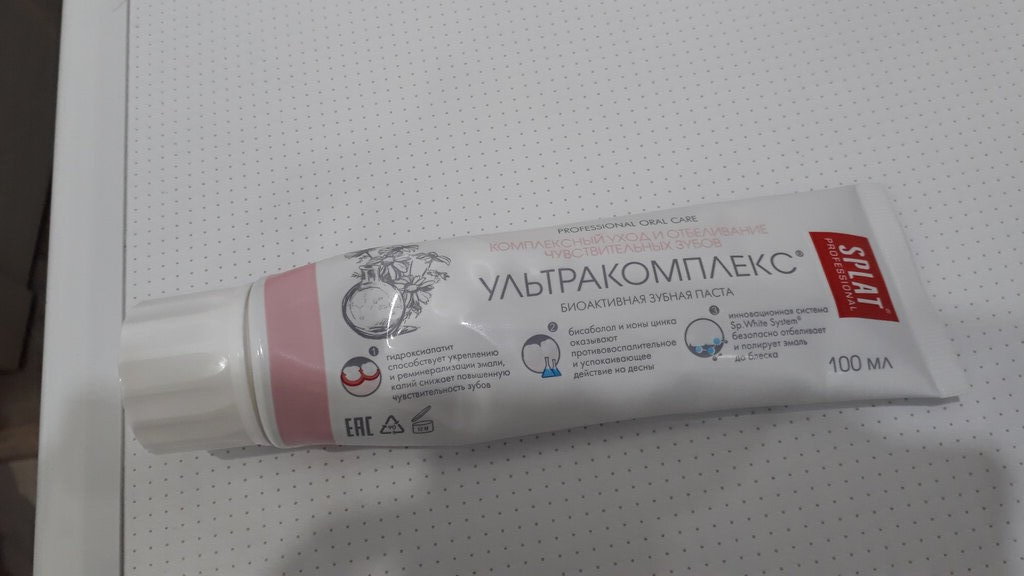 PROFESSIONAL ORAL CARE
КОМПЛЕКСНЫЙ УХОД И ОТБЕЛИВАНИЕ
ЧУВСТВИТЕЛЬНЫХ ЗУБОВ
УЛЬТРАКОМПЛЕКС®
БИОАКТИВНАЯ ЗУБНАЯ ПАСТА
SPLAT®
PROFESSIONAL
1
гидроксиапатит
способствует укреплению
и реминерализации эмали,
калий снижает повышенную
чувствительность зубов
2
бисаболол и ионы цинка
оказывают
противовоспалительное
и успокаивающее
действие на десны
3
инновационная система
Sp.White System®
безопасно отбеливает
и полирует эмаль
до блеска
100 МЛ
EAC
12 M